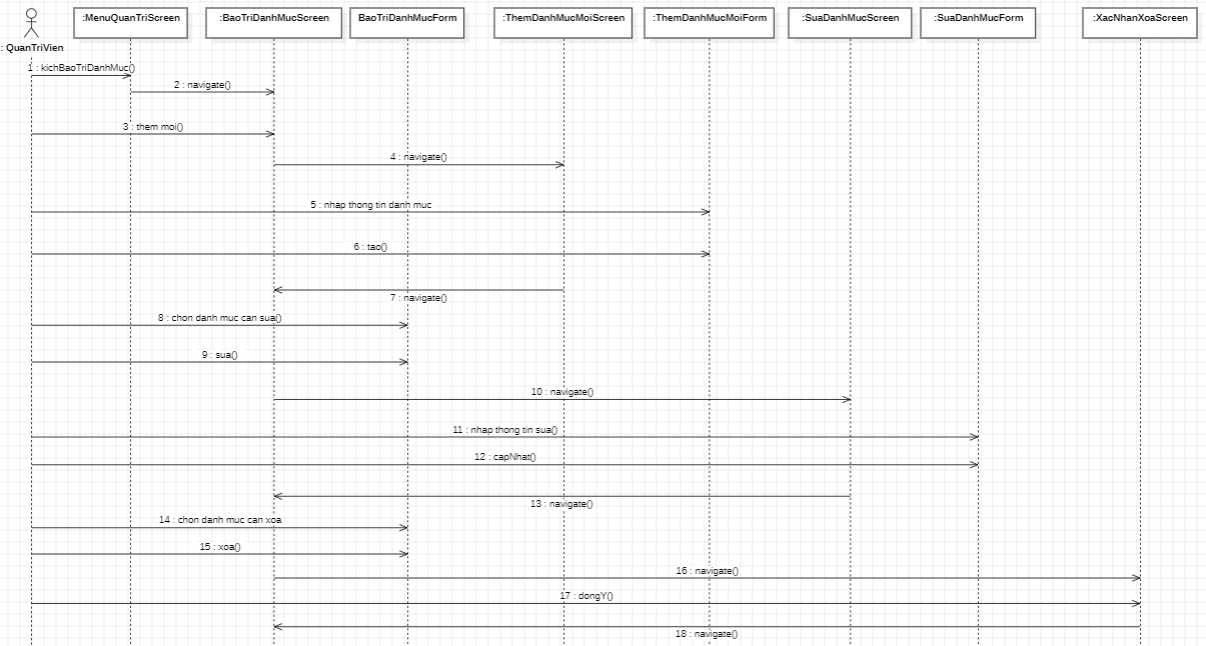 :MenuQuanTriScreen
:BaoTriDanhMucScreen
BaoTriDanhMucForm
:ThemDanhMucMoiScreen
:ThemDanhMucMoiForm
:SuaDanhMucScreen
:SuaDanhMucForm
:XacNhanXoaScreen
: QuanTriVien
1 : kichBaoTriDanhMuc()
2 : navigate()
3 : them moi()
4 : navigate()
5 : nhap thong tin danh muc
6 : tao()
7 : navigate()
8 : chon danh muc can sua()
9 : sua()
10 : navigate()
11 : nhap thong tin sua()
12 : capNhat()
13 : navigate()
14 : chon danh muc can xoa
15 : xoa()
16 : navigate()
17 : dongY()
18 : navigate()